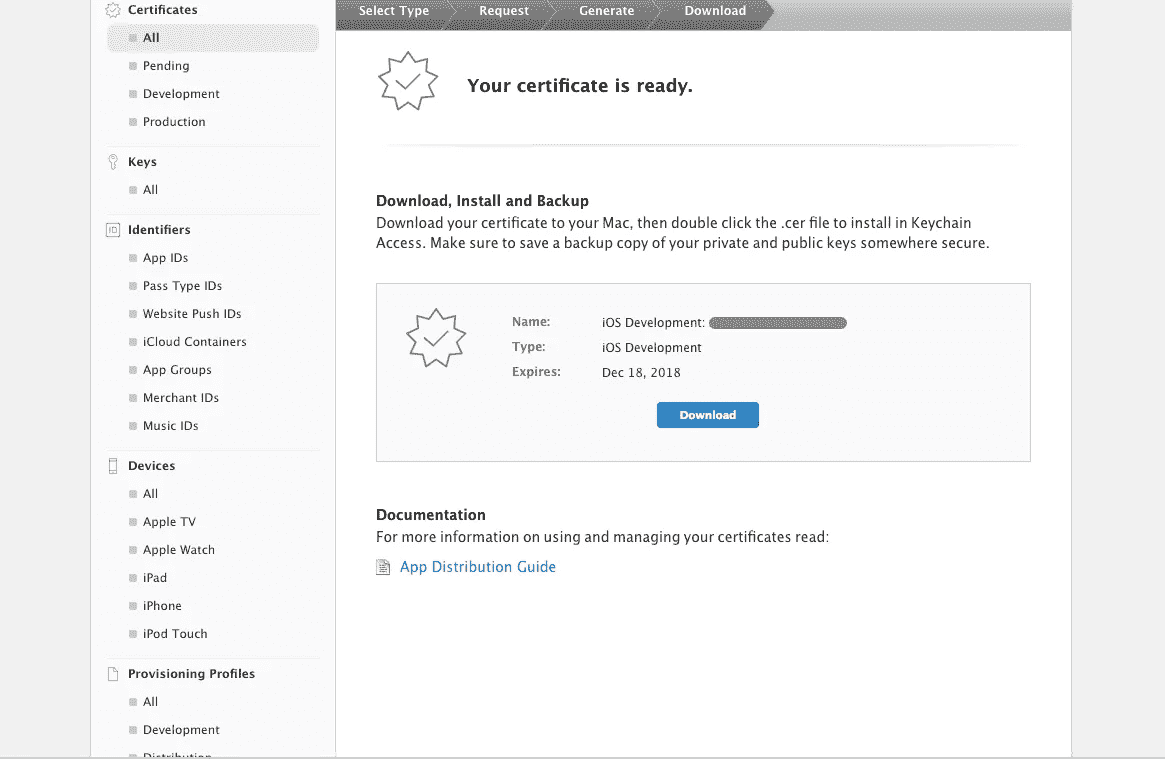 Certificates
All
Pending
Development
Production
Keys
All
Identifiers
App IDs
Pass Type IDs
Website Push IDs
iCloud Containers
App Groups
Merchant IDs
Music IDs
Devices
All
Apple TV
Apple Watch
iPad
iPhone
iPod Touch
Provisioning Profiles
All
Development
Distribution
Select Type Request Generate Download
Your certificate is ready.
Download, Install and Backup
Download your certificate to your Mac, then double click the .cer file to install in Keychain
Access. Make sure to save a backup copy of your private and public keys somewhere secure.
Name: iOS Development:
Type: iOS Development
Expires: Dec 18, 2018
Download
Documentation
For more information on using and managing your certificates read:
App Distribution Guide